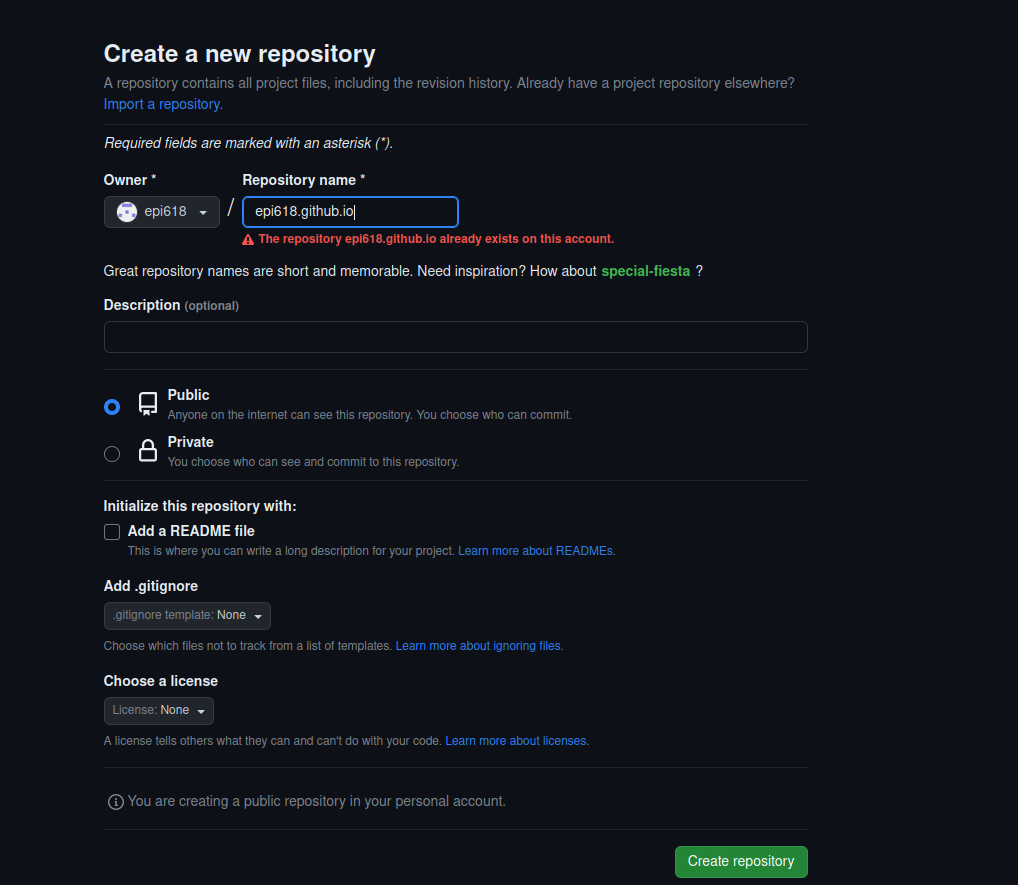 Create a new repository
A repository contains all project files, including the revision history. Already have a project repository elsewhere?
Import a repository.
Required fields are marked with an asterisk (*).
Owner * Repository name *
epi618 / epi618.github.io
The repository epi618.github.io already exists on this account.
Great repository names are short and memorable. Need inspiration? How about special-fiesta ?
Description (optional)
Public
Anyone on the internet can see this repository. You choose who can commit.
Private
You choose who can see and commit to this repository.
Initialize this repository with:
Add a README file
This is where you can write a long description for your project. Learn more about READMEs.
Add .gitignore
.gitignore template: None
Choose which files not to track from a list of templates. Learn more about ignoring files.
Choose a license
License: None
A license tells others what they can and can't do with your code. Learn more about licenses.
You are creating a public repository in your personal account.
Create repository